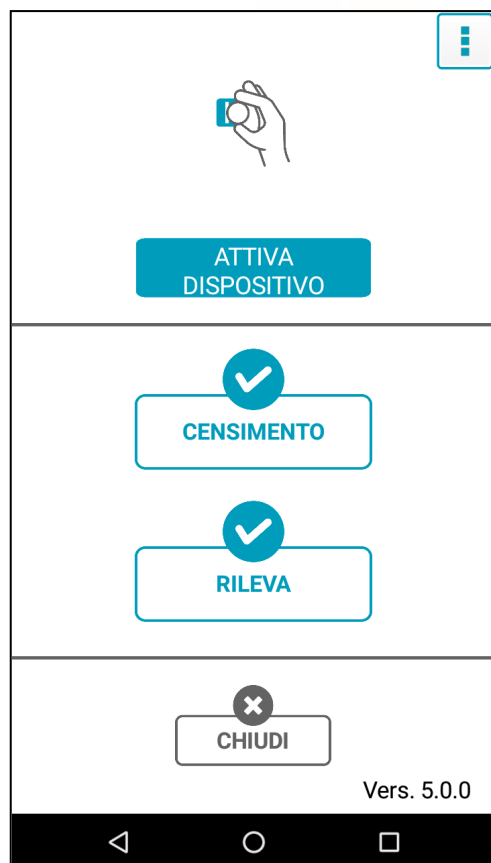 ATTIVA
DISPOSITIVO
CENSIMENTO
RILEVA
CHIUDI
Vers. 5.0.0